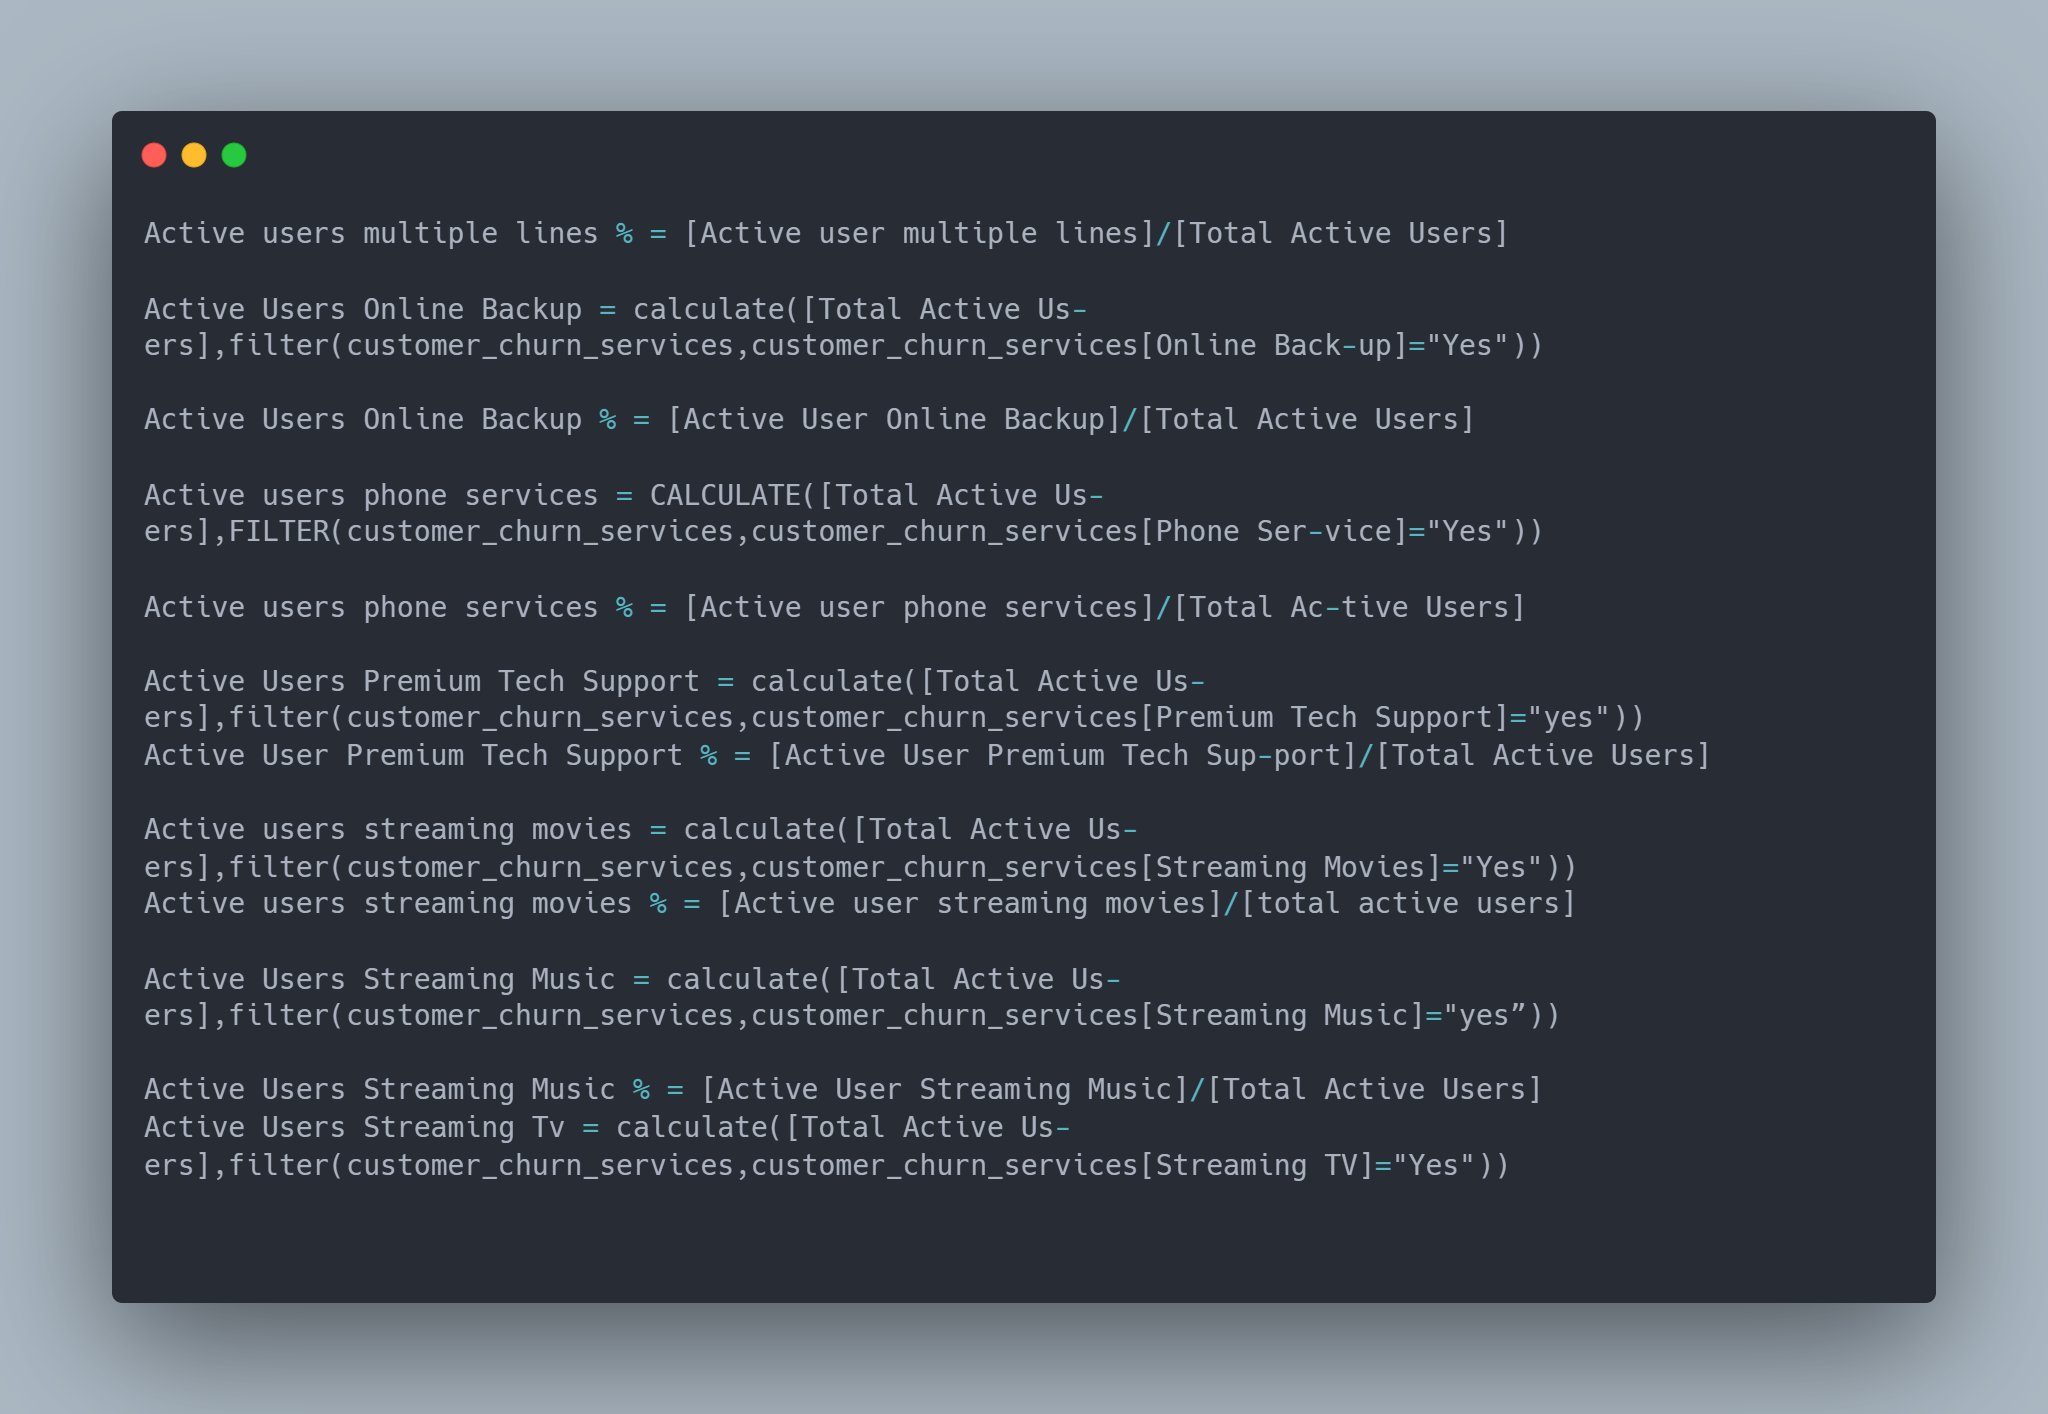 Active users multiple lines % = [Active user multiple lines]/[Total Active Users]
Active Users Online Backup = calculate([Total Active Us-
ers],filter(customer_churn_services,customer_churn_services[Online Back-up]="Yes"))
Active Users Online Backup % = [Active User Online Backup]/[Total Active Users]
Active users phone services = CALCULATE([Total Active Us-
ers],FILTER(customer_churn_services,customer_churn_services[Phone Ser-vice]="Yes"))
Active users phone services % = [Active user phone services]/[Total Ac-tive Users]
Active Users Premium Tech Support = calculate([Total Active Us-
ers],filter(customer_churn_services,customer_churn_services[Premium Tech Support]="yes"))
Active User Premium Tech Support % = [Active User Premium Tech Sup-port]/[Total Active Users]
Active users streaming movies = calculate([Total Active Us-
ers],filter(customer_churn_services,customer_churn_services[Streaming Movies]="Yes"))
Active users streaming movies % = [Active user streaming movies]/[total active users]
Active Users Streaming Music = calculate([Total Active Us-
ers],filter(customer_churn_services,customer_churn_services[Streaming Music]="yes”))
Active Users Streaming Music % = [Active User Streaming Music]/[Total Active Users]
Active Users Streaming Tv = calculate([Total Active Us-
ers],filter(customer_churn_services,customer_churn_services[Streaming TV]="Yes"))